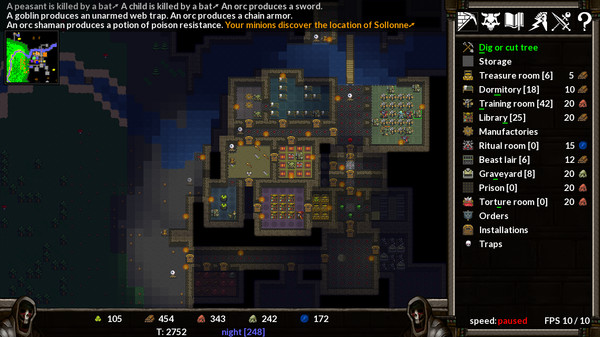 A peasant is killed by a bat A child is killed by a bat An orc produces a sword.
A goblin produces an unarmed web trap. An orc produces a chain armor.
An orc shaman produces a potion of poison resistance. Your minions discover the location of Sollonne
Dig or cut tree
Storage
Treasure room [6] 5
Dormitory [18] 10
Training room [42] 20
Library [25] 20
Manufactories
Ritual room [0] 15
Beast lair [6] 12
Graveyard [8] 20
Prison [0] 20
Torture room [0] 20
Orders
Installations
Traps
105 454 343 242 172
T: 2752 night [248]
speed: paused FPS 10 / 10